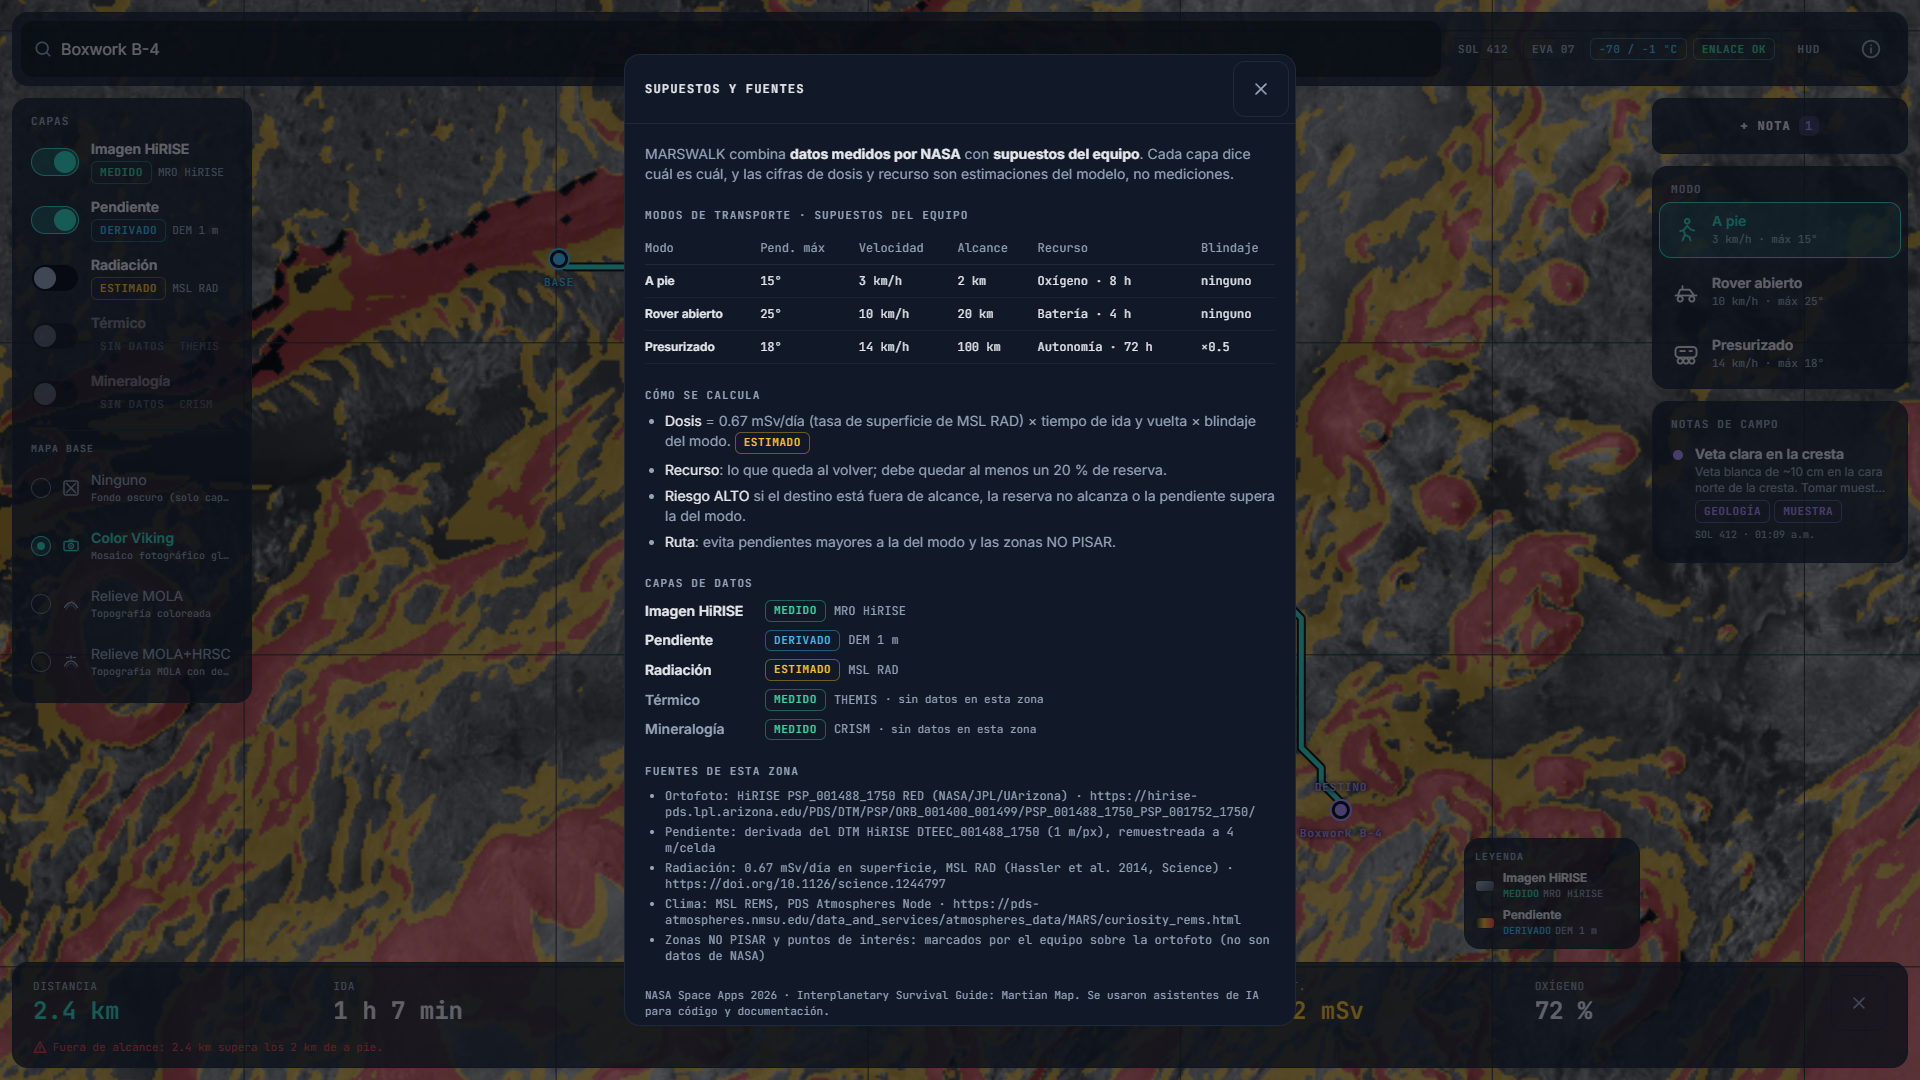 Boxwork B-4
SOL 412
EVA 07
-70 / -1 °C
ENLACE OK
HUD
CAPAS
Imagen HiRISE
MEDIDO MRO HiRISE
Pendiente
DERIVADO DEM 1 m
Radiación
ESTIMADO MSL RAD
Térmico
SIN DATOS THEMIS
Mineralogía
SIN DATOS CRISM
MAPA BASE
Ninguno
Fondo oscuro (solo cap…
Color Viking
Mosaico fotográfico gl…
Relieve MOLA
Topografía coloreada
Relieve MOLA+HRSC
Topografía MOLA con de…
BASE
SUPUESTOS Y FUENTES
MARSWALK combina datos medidos por NASA con supuestos del equipo. Cada capa dice
cuál es cuál, y las cifras de dosis y recurso son estimaciones del modelo, no mediciones.
MODOS DE TRANSPORTE · SUPUESTOS DEL EQUIPO
Modo Pend. máx Velocidad Alcance Recurso Blindaje
A pie 15° 3 km/h 2 km Oxígeno · 8 h ninguno
Rover abierto 25° 10 km/h 20 km Batería · 4 h ninguno
Presurizado 18° 14 km/h 100 km Autonomía · 72 h ×0.5
CÓMO SE CALCULA
• Dosis = 0.67 mSv/día (tasa de superficie de MSL RAD) × tiempo de ida y vuelta × blindaje
del modo. ESTIMADO
• Recurso: lo que queda al volver; debe quedar al menos un 20 % de reserva.
• Riesgo ALTO si el destino está fuera de alcance, la reserva no alcanza o la pendiente supera
la del modo.
• Ruta: evita pendientes mayores a la del modo y las zonas NO PISAR.
CAPAS DE DATOS
Imagen HiRISE MEDIDO MRO HiRISE
Pendiente DERIVADO DEM 1 m
Radiación ESTIMADO MSL RAD
Térmico MEDIDO THEMIS · sin datos en esta zona
Mineralogía MEDIDO CRISM · sin datos en esta zona
FUENTES DE ESTA ZONA
• Ortofoto: HiRISE PSP_001488_1750 RED (NASA/JPL/UArizona) · https://hirise-
pds.lpl.arizona.edu/PDS/DTM/PSP/ORB_001400_001499/PSP_001488_1750_PSP_001752_1750/
• Pendiente: derivada del DTM HiRISE DTEEC_001488_1750 (1 m/px), remuestreada a 4
m/celda
• Radiación: 0.67 mSv/día en superficie, MSL RAD (Hassler et al. 2014, Science) ·
https://doi.org/10.1126/science.1244797
• Clima: MSL REMS, PDS Atmospheres Node · https://pds-
atmospheres.nmsu.edu/data_and_services/atmospheres_data/MARS/curiosity_rems.html
• Zonas NO PISAR y puntos de interés: marcados por el equipo sobre la ortofoto (no son
datos de NASA)
NASA Space Apps 2026 · Interplanetary Survival Guide: Martian Map. Se usaron asistentes de IA
para código y documentación.
+ NOTA 1
MODO
A pie
3 km/h · máx 15°
Rover abierto
10 km/h · máx 25°
Presurizado
14 km/h · máx 18°
NOTAS DE CAMPO
Veta clara en la cresta
Veta blanca de ~10 cm en la cara
norte de la cresta. Tomar muest…
GEOLOGÍA MUESTRA
SOL 412 · 01:09 a.m.
DESTINO
Boxwork B-4
LEYENDA
Imagen HiRISE
MEDIDO MRO HiRISE
Pendiente
DERIVADO DEM 1 m
DISTANCIA
2.4 km
IDA
1 h 7 min
2 mSv
OXÍGENO
72 %
Fuera de alcance: 2.4 km supera los 2 km de a pie.